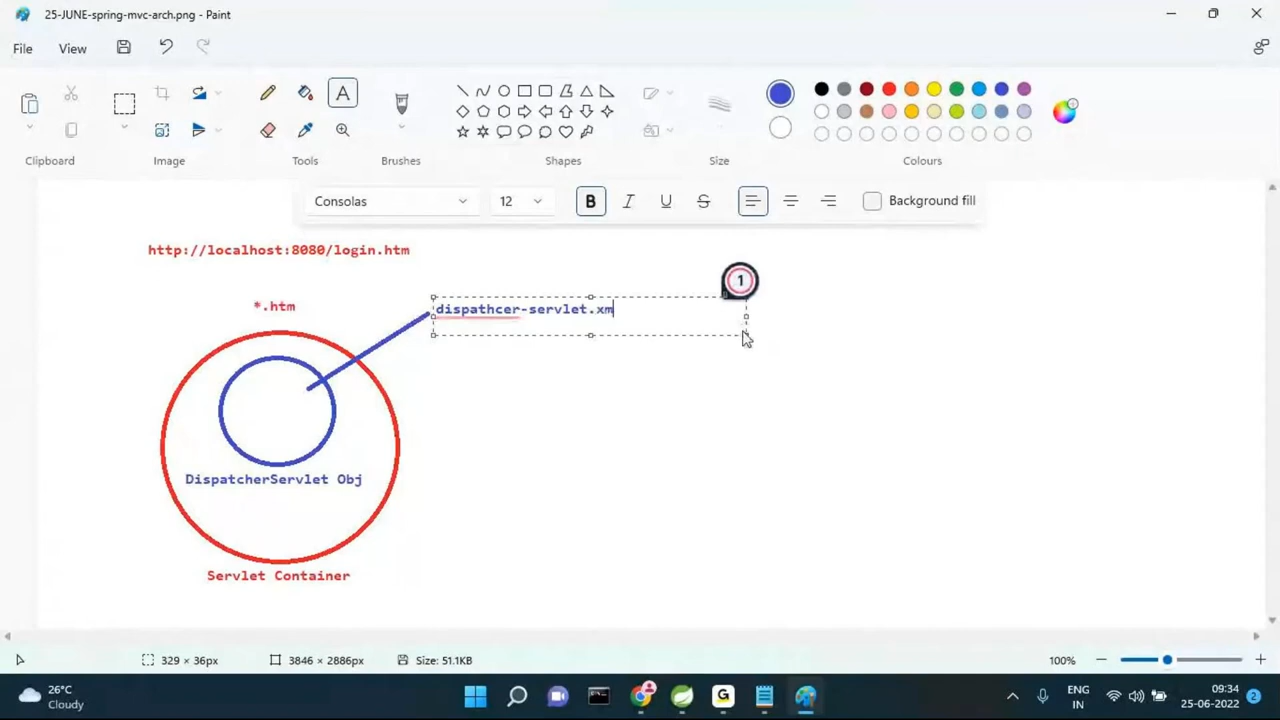 25-JUNE-spring-mvc-arch.png - Paint
File View
A
Clipboard Image Tools Brushes Shapes Size Colours
Consolas 12 B I U S Background fill
http://localhost:8080/login.htm
1
*.htm
dispathcer-servlet.xm
DispatcherServlet Obj
Servlet Container
329 × 36px 3846 × 2886px Size: 51.1KB 100%
26°C
Cloudy
G
ENG
IN
09:34
25-06-2022
2